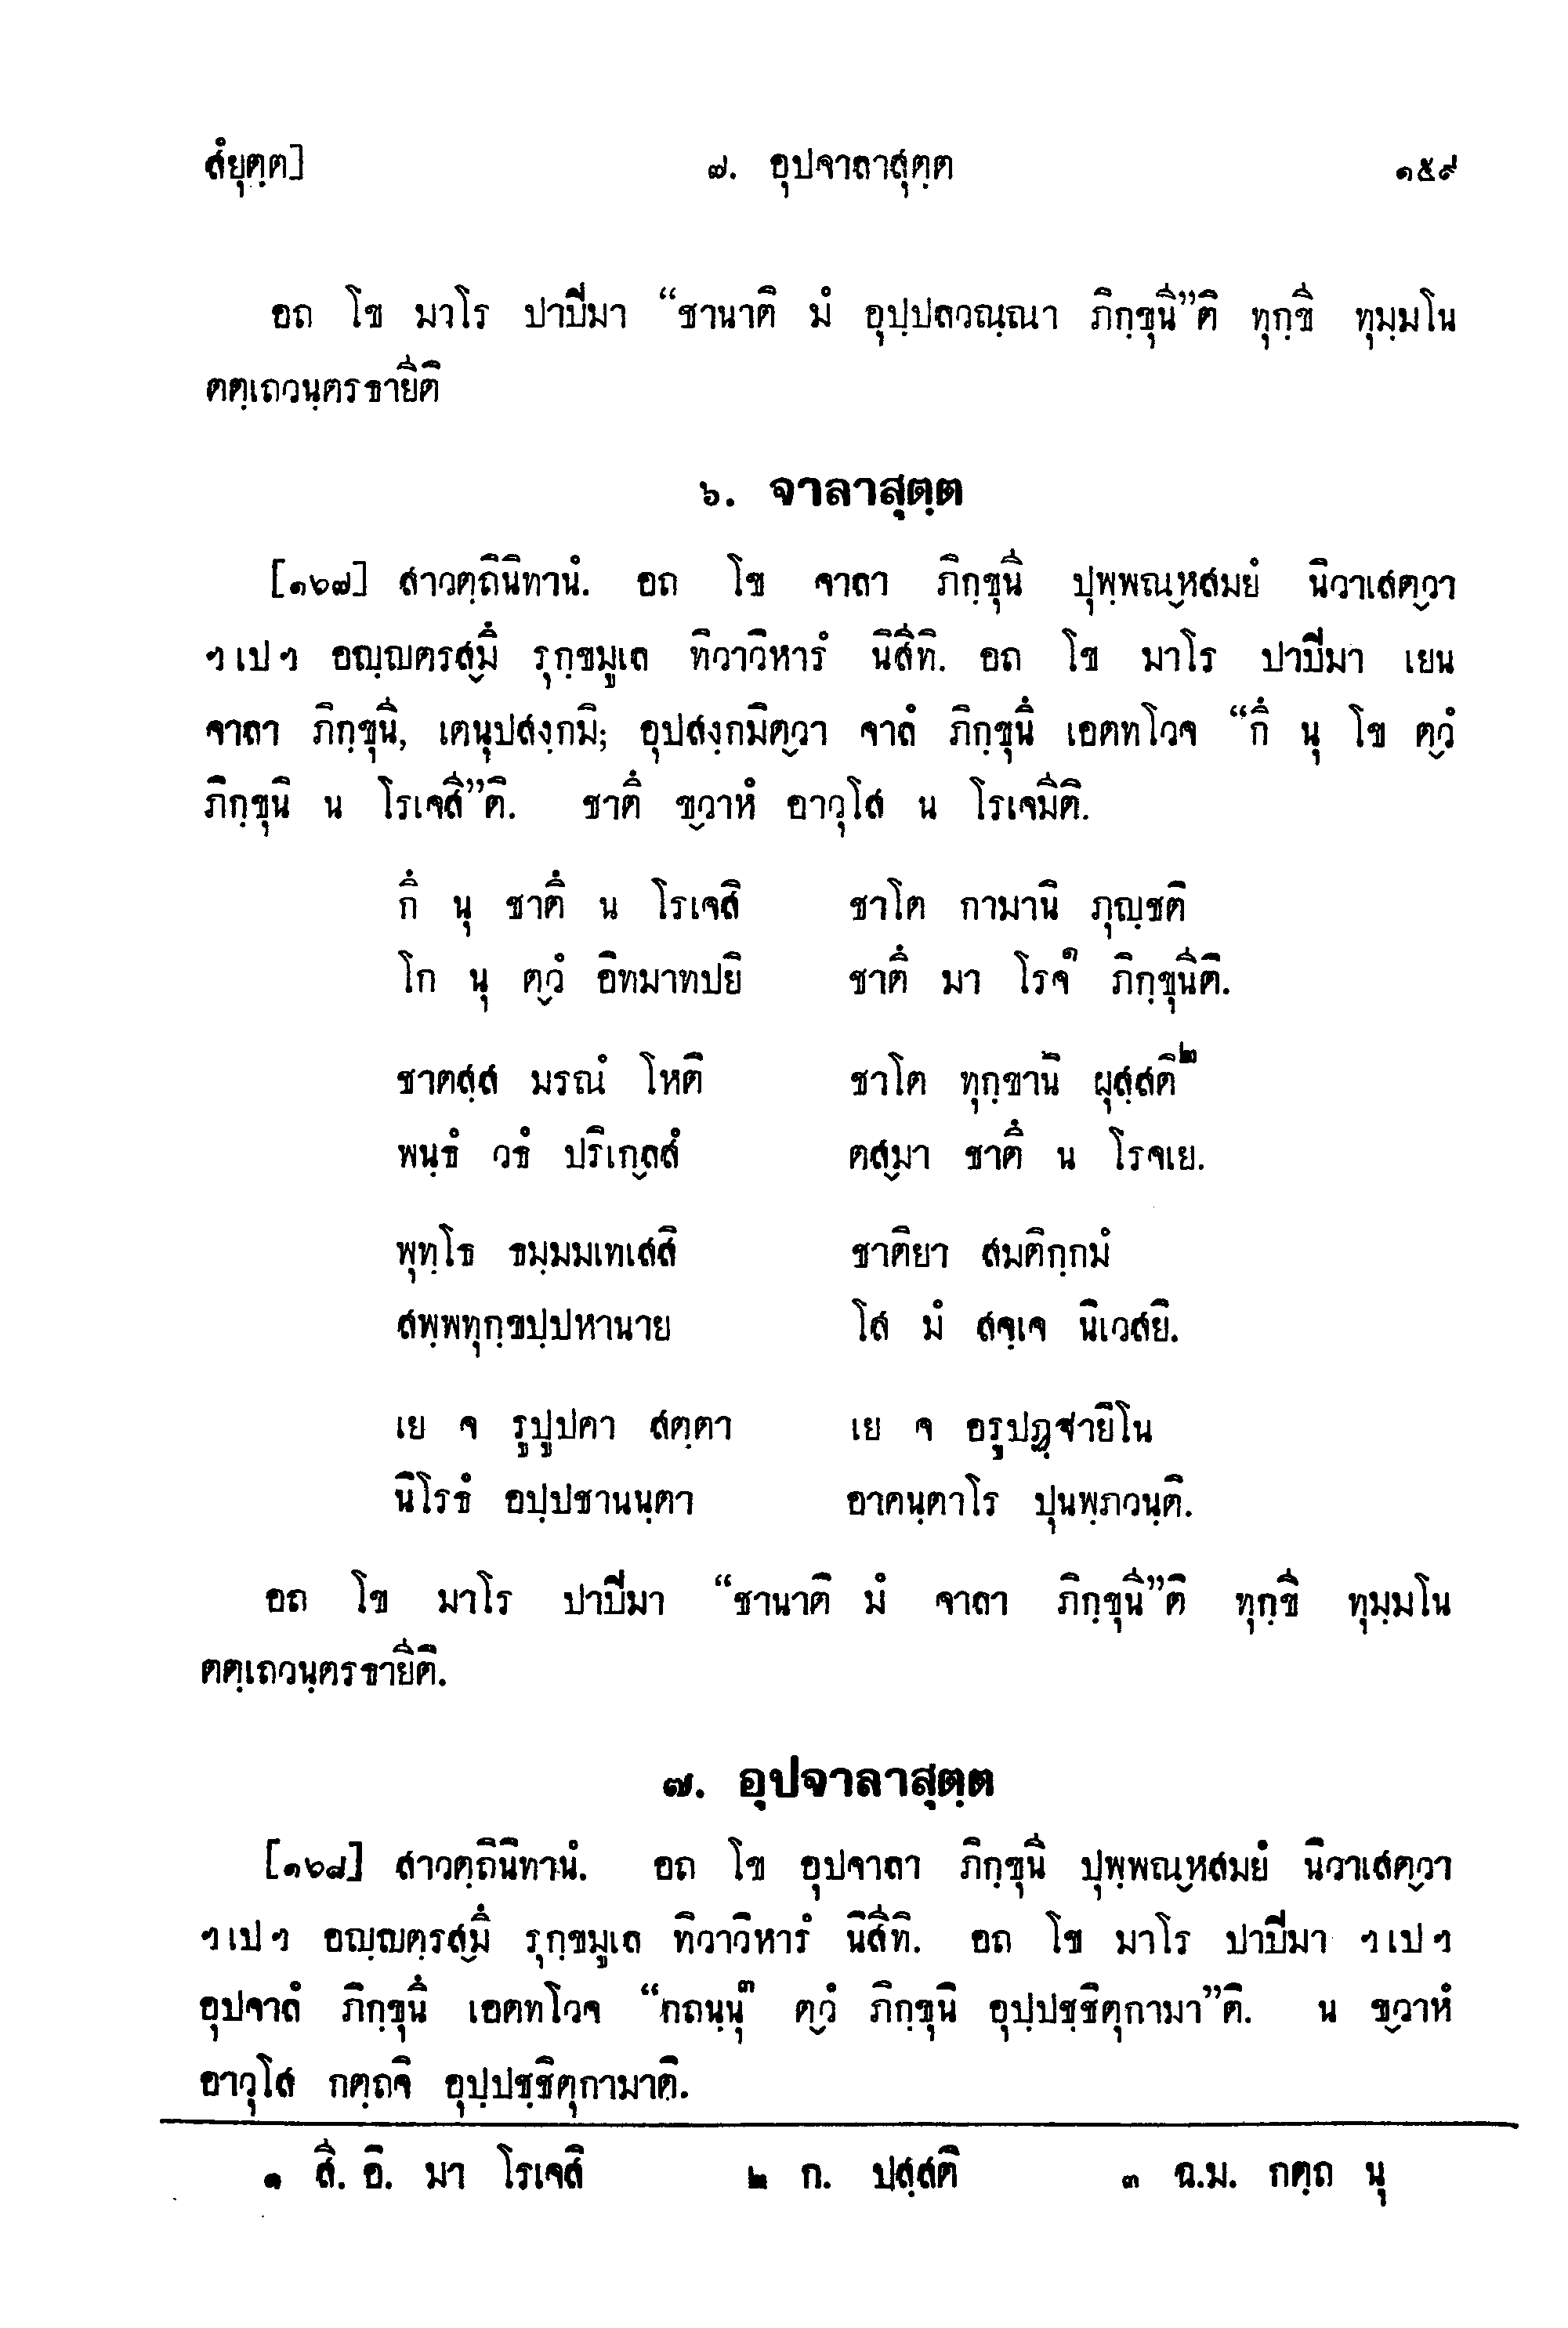 สํยุตฺต] ๗. อุปจาลาสุตฺต ๑๕๙
อถ โข มาโร ปาปิมา “ชานาติ มํ อุปฺปลวณฺณา ภิกฺขุนี”ติ ทุกฺขี ทุมฺมโน
ตตฺเถวนฺตรธายีติ
๖. จาลาสุตฺต
[๑๖๗] สาวตฺถินิทานํ. อถ โข จาลา ภิกฺขุนี ปุพฺพณฺหสมยํ นิวาเสตฺวา
ฯ เป ฯ อญฺญตรสฺมึ รุกฺขมูเล ทิวาวิหารํ นิสีทิ. อถ โข มาโร ปาปิมา เยน
จาลา ภิกฺขุนี, เตนุปสงฺกมิ; อุปสงฺกมิตฺวา จาลํ ภิกฺขุนึ เอตทโวจ “กึ นุ โข ตฺวํ
ภิกฺขุนิ น โรเจสี”ติ. ชาตึ ขฺวาหํ อาวุโส น โรเจมีติ.
กึ นุ ชาตึ น โรเจสิ ชาโต กามานิ ภุญฺชติ
โก นุ ตฺวํ อิทมาทปยิ ชาตึ มา โรจ๑ ภิกฺขุนีติ.
ชาตสฺส มรณํ โหติ ชาโต ทุกฺขานิ ผุสฺสติ๒
พนฺธํ วธํ ปริเกฺลสํ ตสฺมา ชาตึ น โรจเย.
พุทฺโธ ธมฺมมเทเสสิ ชาติยา สมติกฺกมํ
สพฺพทุกฺขปฺปหานาย โส มํ สจฺเจ นิเวสยิ.
เย จ รูปูปคา สตฺตา เย จ อรูปฏฺฐายิโน
นิโรธํ อปฺปชานนฺตา อาคนฺตาโร ปุนพฺภวนฺติ.
อถ โข มาโร ปาปิมา “ชานาติ มํ จาลา ภิกฺขุนี”ติ ทุกฺขี ทุมฺมโน
ตตฺเถวนฺตรธายีติ.
๗. อุปจาลาสุตฺต
[๑๖๘] สาวตฺถินิทานํ. อถ โข อุปจาลา ภิกฺขุนี ปุพฺพณฺหสมยํ นิวาเสตฺวา
ฯ เป ฯ อญฺญตฺรสฺมึ รุกฺขมูเล ทิวาวิหารํ นิสีทิ. อถ โข มาโร ปาปิมา ฯ เป ฯ
อุปจาลํ ภิกฺขุนึ เอตทโวจ “กถนฺนุ๓ ตฺวํ ภิกฺขุนิ อุปฺปชฺชิตุกามา”ติ. น ขฺวาหํ
อาวุโส กตฺถจิ อุปฺปชฺชิตุกามาติ.
๑ สี. อิ. มา โรเจสิ ๒ ก. ปสฺสติ ๓ ฉ.ม. กตฺถ นุ